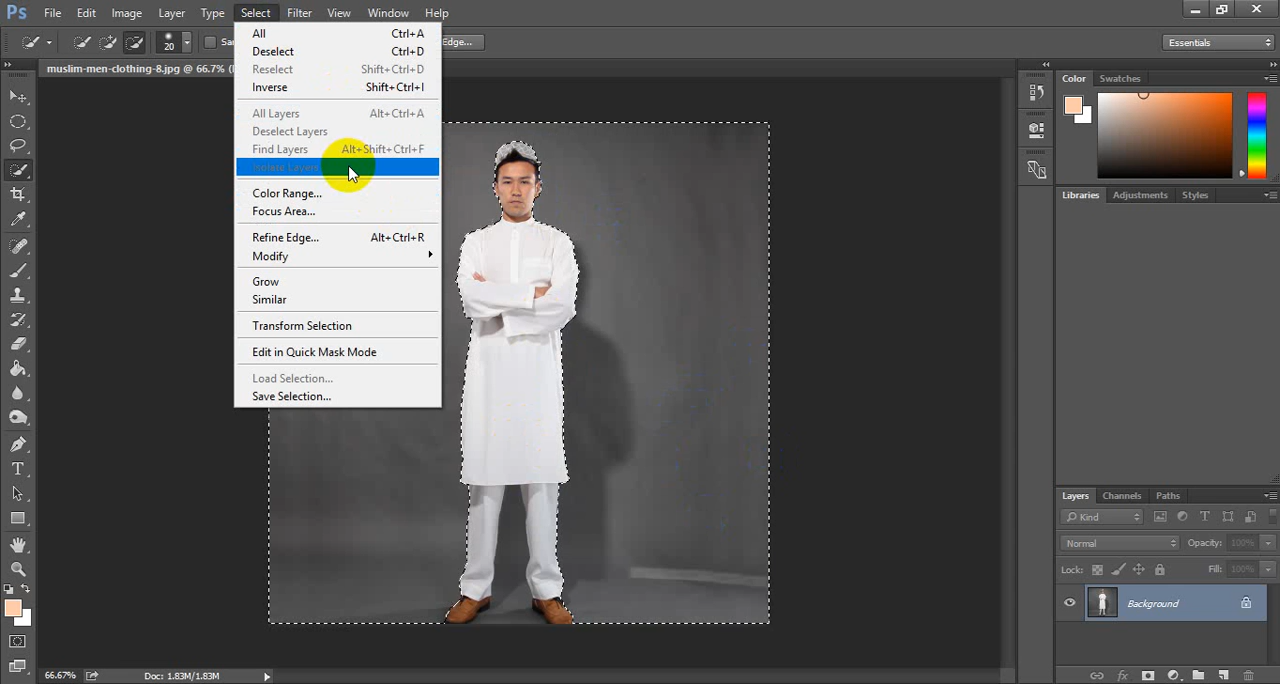 Ps File Edit Image Layer Type Select Filter View Window Help
20 Edge... Essentials
muslim-men-clothing-8.jpg @ 66.7%
All Ctrl+A
Deselect Ctrl+D
Reselect Shift+Ctrl+D
Inverse Shift+Ctrl+I
All Layers Alt+Ctrl+A
Deselect Layers
Find Layers Alt+Shift+Ctrl+F
Isolate Layers
Color Range...
Focus Area...
Refine Edge... Alt+Ctrl+R
Modify
Grow
Similar
Transform Selection
Edit in Quick Mask Mode
Load Selection...
Save Selection...
Color Swatches
Libraries Adjustments Styles
Layers Channels Paths
Kind
Normal Opacity: 100%
Lock: Fill: 100%
Background
66.67% Doc: 1.83M/1.83M